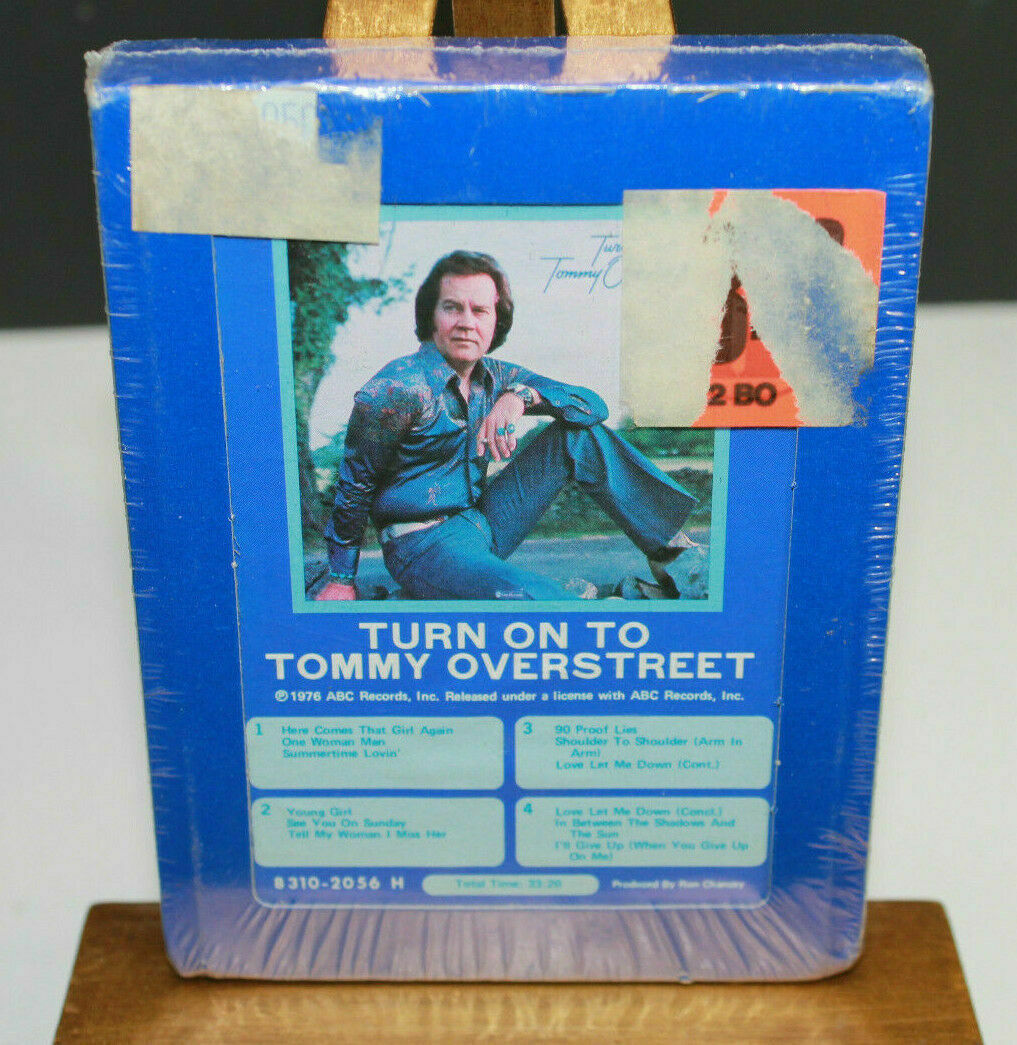 Tommy
2 BO
TURN ON TO
TOMMY OVERSTREET
℗1976 ABC Records, Inc. Released under a license with ABC Records, Inc.
1 Here Comes That Girl Again
One Woman Man
Summertime Lovin'
2 Young Girl
See You On Sunday
Tell My Woman I Miss Her
3 90 Proof Lies
Shoulder To Shoulder (Arm In
Arm)
Love Let Me Down (Cont.)
4 Love Let Me Down (Concl.)
In Between The Shadows And
The Sun
I'll Give Up (When You Give Up
On Me)
8310-2056 H
Total Time: 33:20
Produced By Ron Chancey